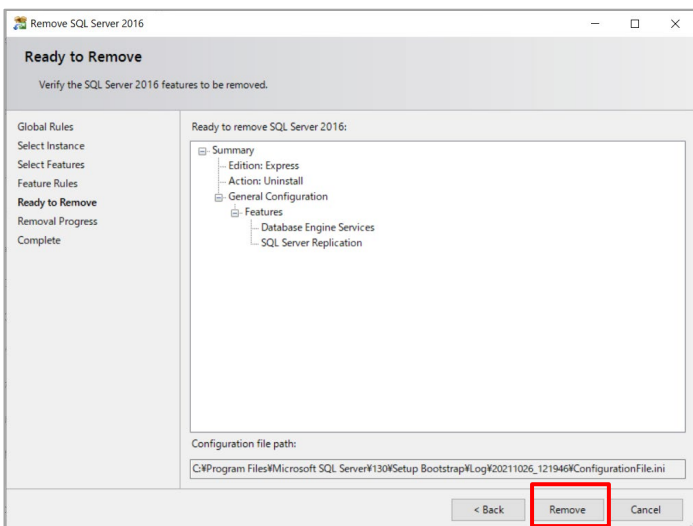 Remove SQL Server 2016
Ready to Remove
Verify the SQL Server 2016 features to be removed.
Global Rules
Select Instance
Select Features
Feature Rules
Ready to Remove
Removal Progress
Complete
Ready to remove SQL Server 2016:
Summary
Edition: Express
Action: Uninstall
General Configuration
Features
Database Engine Services
SQL Server Replication
Configuration file path:
C:¥Program Files¥Microsoft SQL Server¥130¥Setup Bootstrap¥Log¥20211026_121946¥ConfigurationFile.ini
< Back
Remove
Cancel